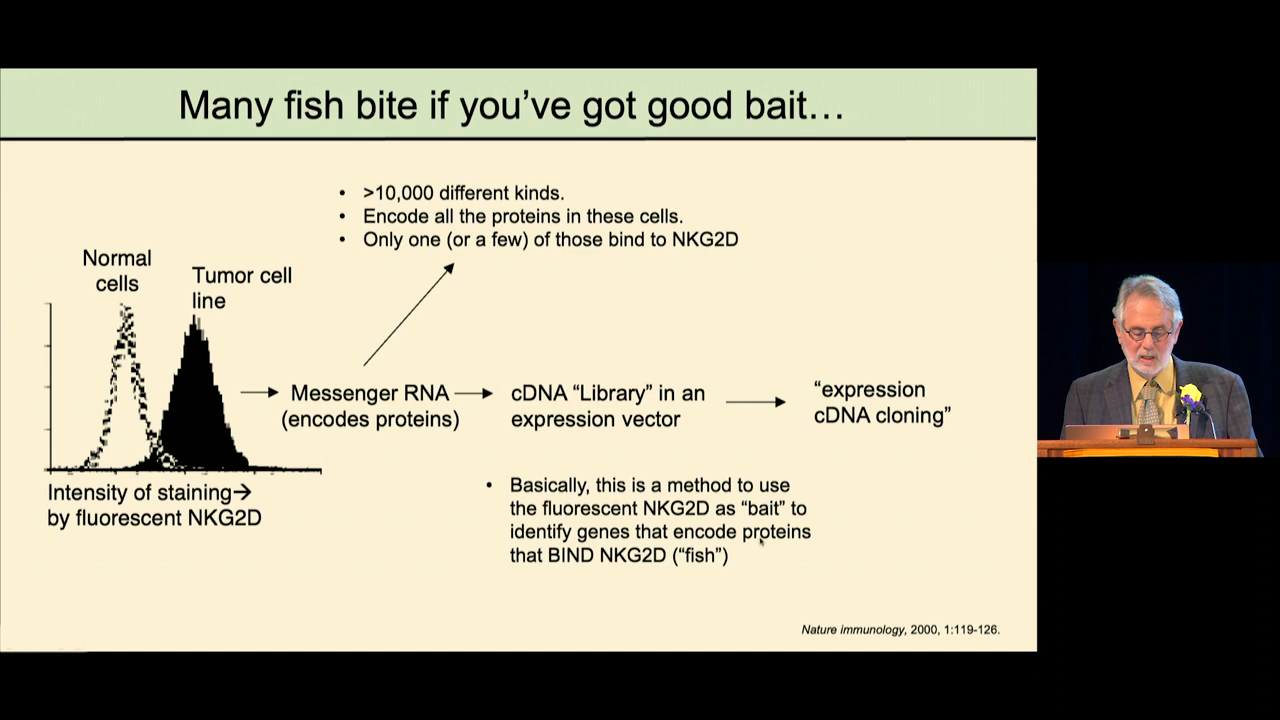 Many fish bite if you’ve got good bait…
• >10,000 different kinds.
• Encode all the proteins in these cells.
• Only one (or a few) of those bind to NKG2D
Normal
cells
Tumor cell
line
Messenger RNA
(encodes proteins)
cDNA “Library” in an
expression vector
“expression
cDNA cloning”
Intensity of staining→
by fluorescent NKG2D
• Basically, this is a method to use
the fluorescent NKG2D as “bait” to
identify genes that encode proteins
that BIND NKG2D (“fish”)
Nature immunology, 2000, 1:119-126.